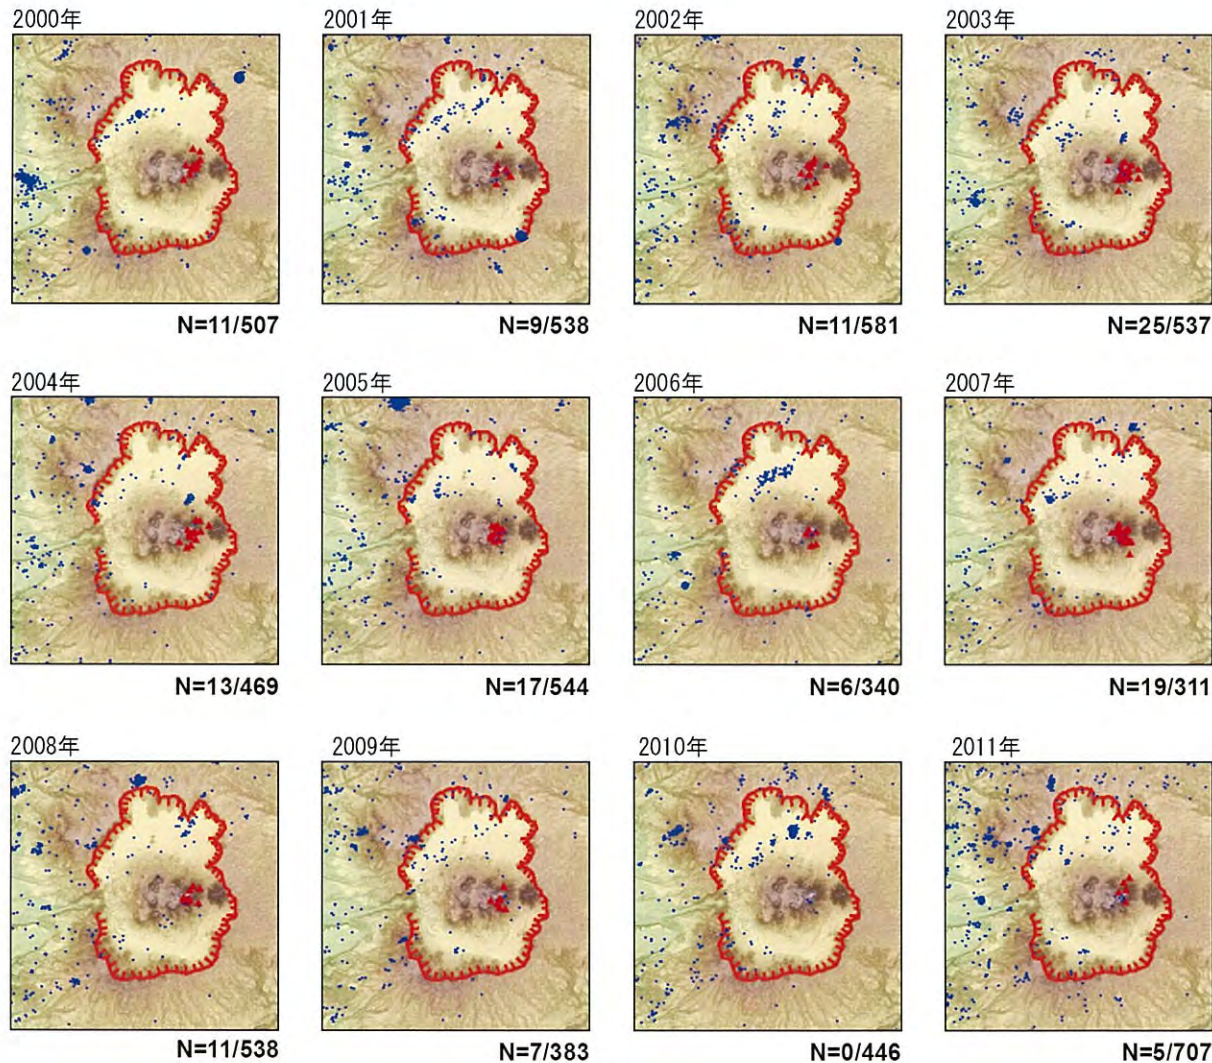 2000年
2001年
2002年
2003年
N=11/507
N=9/538
N=11/581
N=25/537
2004年
2005年
2006年
2007年
N=13/469
N=17/544
N=6/340
N=19/311
2008年
2009年
2010年
2011年
N=11/538
N=7/383
N=0/446
N=5/707